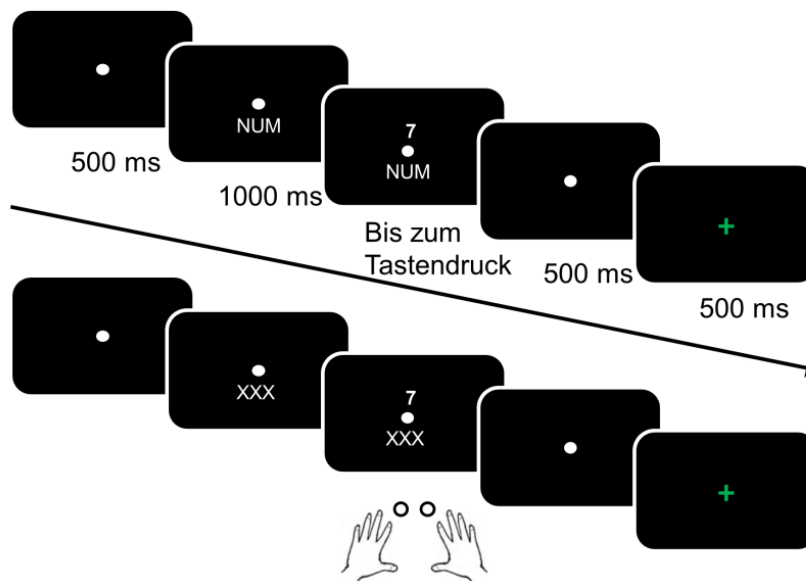 NUM
7
NUM
500 ms
1000 ms
Bis zum
Tastendruck
500 ms
500 ms
XXX
7
XXX